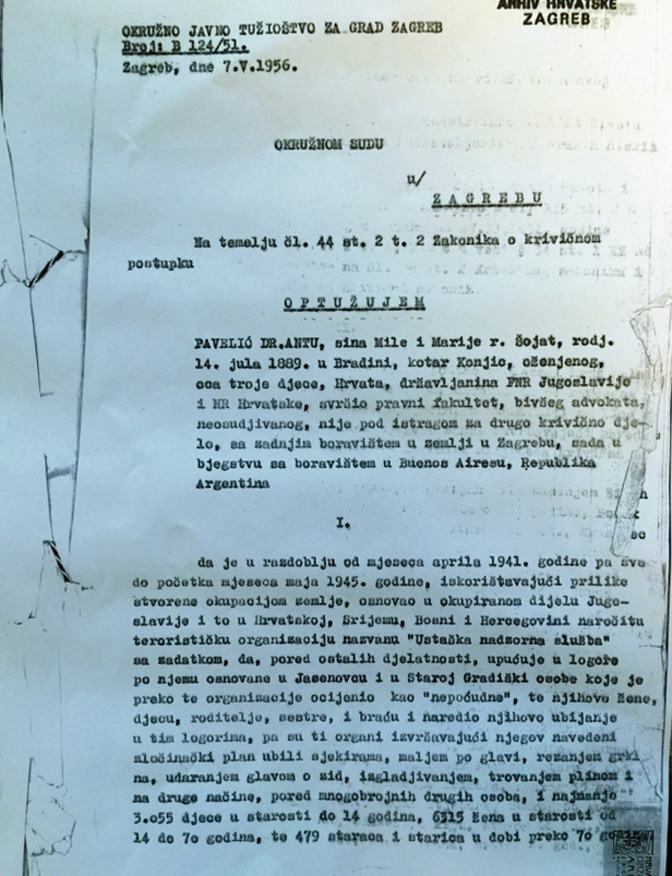 ARHIV HRVATSKE
ZAGREB
OKRUŽNO JAVNO TUŽIOŠTVO ZA GRAD ZAGREB
Broj: B 124/51.
Zagreb, dne 7.V.1956.
OKRUŽNOM SUDU
u/
ZAGREBU
Na temelju čl. 44 st. 2 t. 2 Zakonika o krivičnom
postupku
OPTUŽUJEM
PAVELIĆ DR.ANTU, sina Mile i Marije r. Šojat, rodj.
14. jula 1889. u Bradini, kotar Konjic, oženjenog,
oca troje djece, Hrvata, državljanina FNR Jugoslavije
i NR Hrvatske, svršio pravni fakultet, bivšeg advokata,
neosudjivanog, nije pod istragom za drugo krivično dje-
lo, sa zadnjim boravištem u zemlji u Zagrebu, sada u
bjegstvu sa boravištem u Buenos Airesu, Republika
Argentina
I.
da je u razdoblju od mjeseca aprila 1941. godine pa sve
do početka mjeseca maja 1945. godine, iskorištavajući prilike
stvorene okupacijom zemlje, osnovao u okupiranom dijelu Jugo-
slavije i to u Hrvatskoj, Srijemu, Bosni i Hercegovini naročitu
terorističku organizaciju nazvanu "Ustaška nadzorna služba"
sa zadatkom, da, pored ostalih djelatnosti, upućuje u logore
po njemu osnovane u Jasenovcu i u Staroj Gradiški osobe koje je
preko te organizacije ocijenio kao "nepoćudne", te njihove žene,
djecu, roditelje, sestre, i braću i naredio njihovo ubijanje
u tim logorima, pa su ti organi izvršavajući njegov navedeni
zločinački plan ubili sjekirama, maljem po glavi, rezanjem grkl
na, udaranjem glavom o zid, izgladjivanjem, trovanjem plinom i
na druge načine, pored mnogobrojnih drugih osoba, i najmanje
3.055 djece u starosti do 14 godina, 6315 žena u starosti od
14 do 7o godina, te 479 staraca i starica u dobi preko 7o